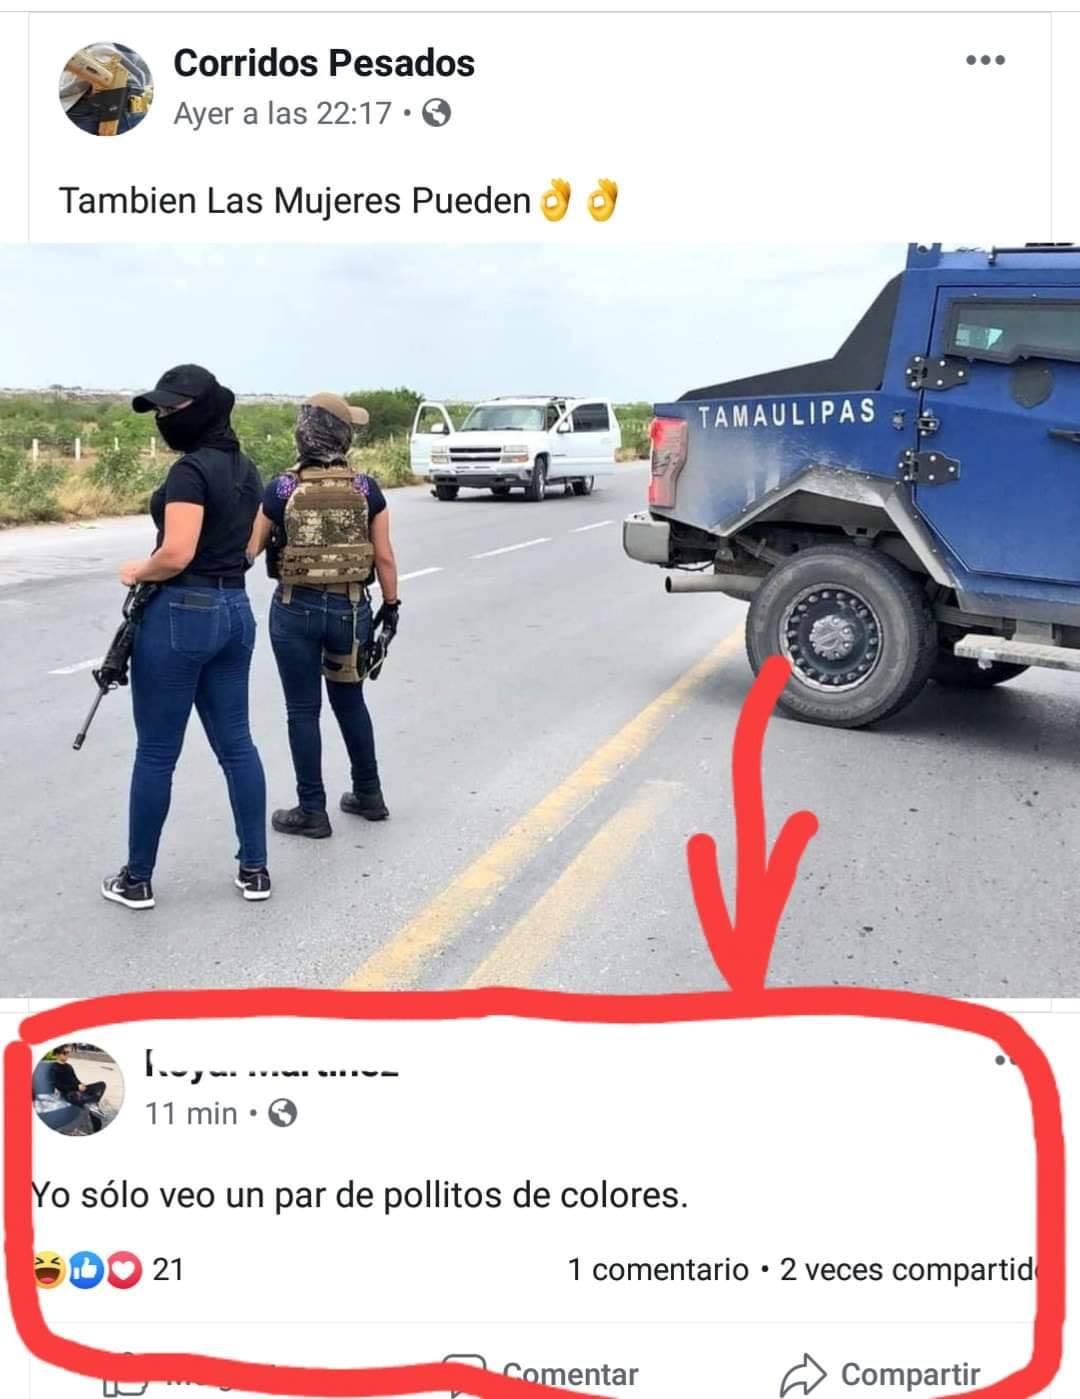 Corridos Pesados
Ayer a las 22:17 •
Tambien Las Mujeres Pueden👌👌
TAMAULIPAS
11 min •
Yo sólo veo un par de pollitos de colores.
21
1 comentario • 2 veces compartid
Comentar
Compartir